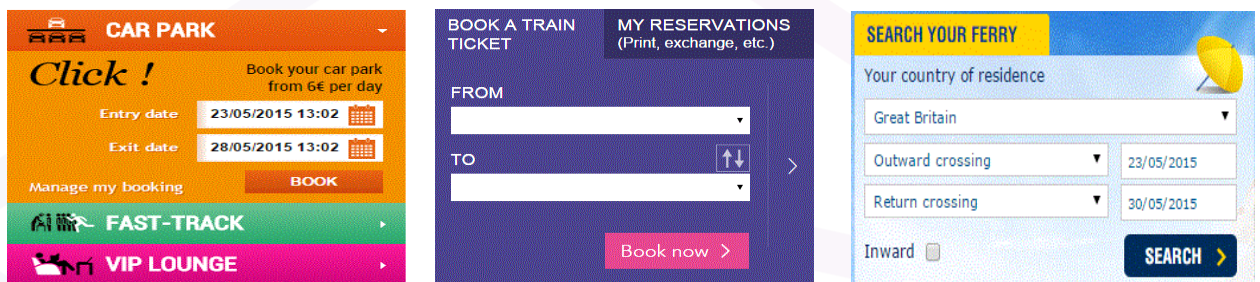 CAR PARK
Click !
Book your car park
from 6€ per day
Entry date 23/05/2015 13:02
Exit date 28/05/2015 13:02
Manage my booking BOOK
FAST-TRACK
VIP LOUNGE
BOOK A TRAIN
TICKET
MY RESERVATIONS
(Print, exchange, etc.)
FROM
TO
Book now
SEARCH YOUR FERRY
Your country of residence
Great Britain
Outward crossing 23/05/2015
Return crossing 30/05/2015
Inward SEARCH